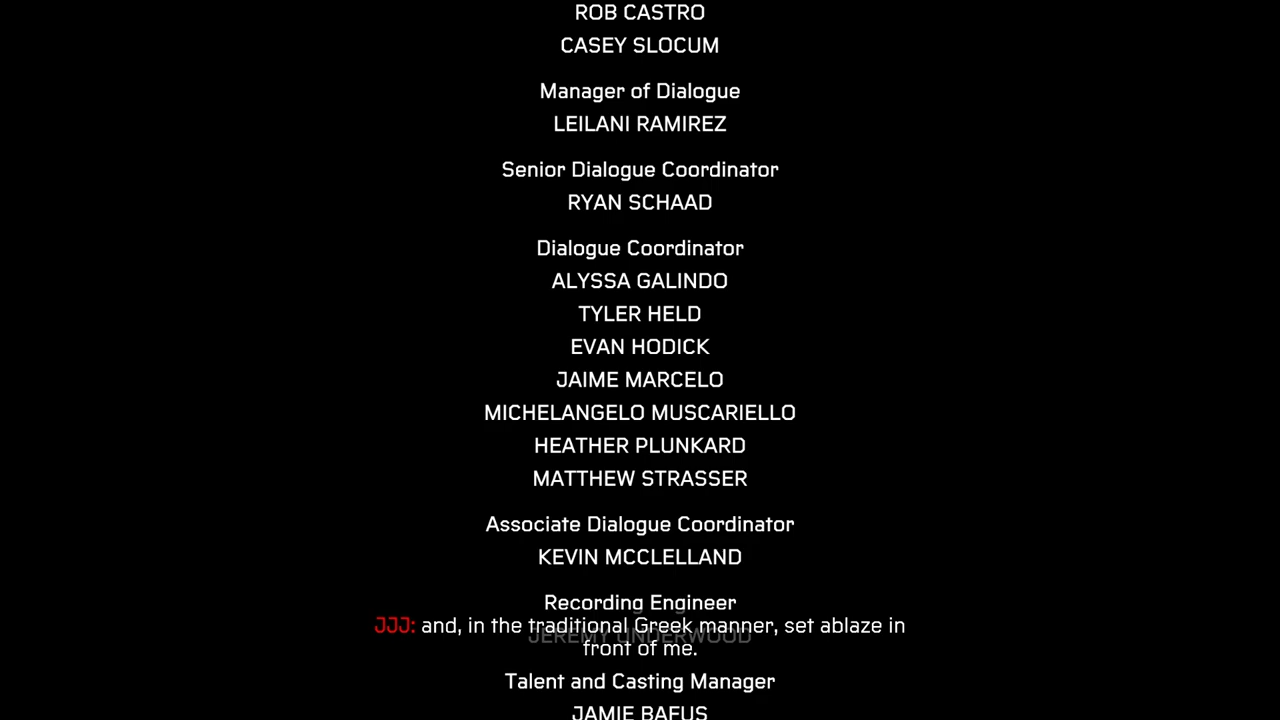 ROB CASTRO
CASEY SLOCUM
Manager of Dialogue
LEILANI RAMIREZ
Senior Dialogue Coordinator
RYAN SCHAAD
Dialogue Coordinator
ALYSSA GALINDO
TYLER HELD
EVAN HODICK
JAIME MARCELO
MICHELANGELO MUSCARIELLO
HEATHER PLUNKARD
MATTHEW STRASSER
Associate Dialogue Coordinator
KEVIN MCCLELLAND
Recording Engineer
JJJ: and, in the traditional Greek manner, set ablaze in
JEREMY UNDERWOOD
front of me.
Talent and Casting Manager
JAMIE BAFUS